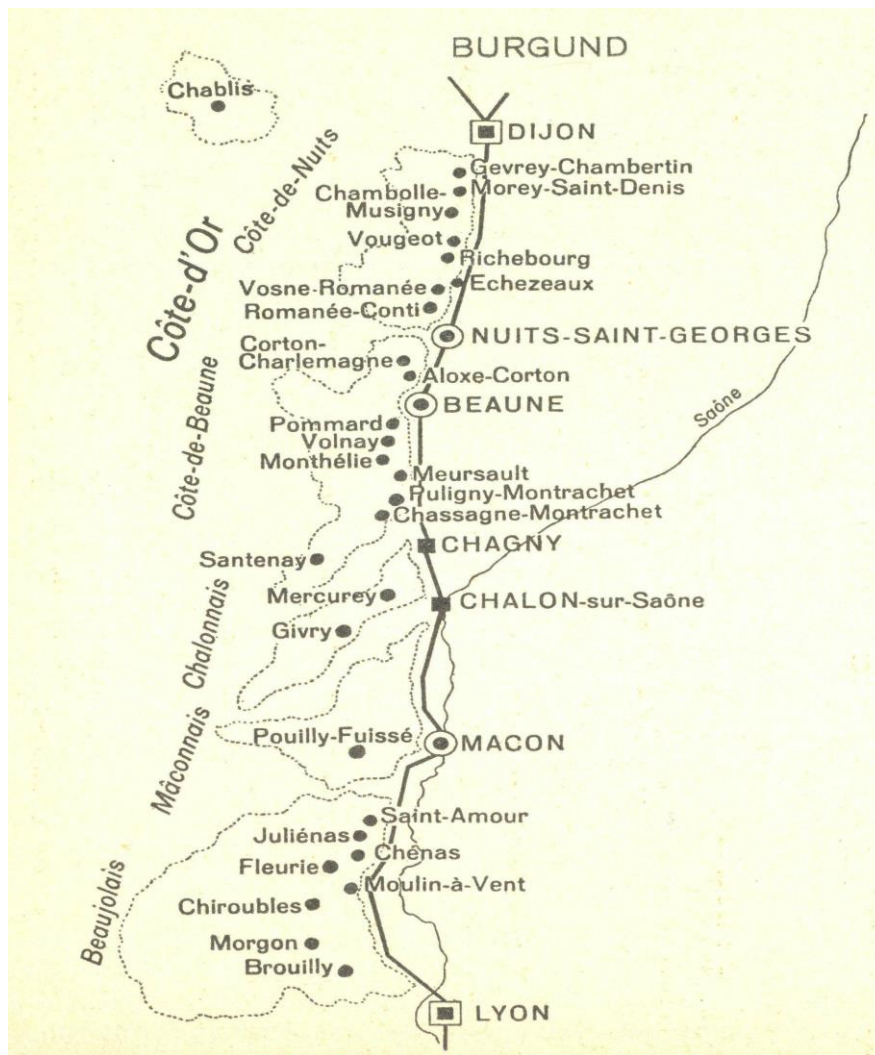 BURGUND
Chablis
DIJON
Côte-de-Nuits
Gevrey-Chambertin
Morey-Saint-Denis
Chambolle-
Musigny
Vougeot
Richebourg
Côte-d'Or
Vosne-Romanée
Echezeaux
Romanée-Conti
NUITS-SAINT-GEORGES
Corton-
Charlemagne
Aloxe-Corton
BEAUNE
Côte-de-Beaune
Saône
Pommard
Volnay
Monthélie
Meursault
Puligny-Montrachet
Chassagne-Montrachet
CHAGNY
Santenay
Mercurey
CHALON-sur-Saône
Givry
Chalonnais
Mâconnais
Pouilly-Fuissé
MACON
Saint-Amour
Juliénas
Chênas
Fleurie
Moulin-à-Vent
Chiroubles
Beaujolais
Morgon
Brouilly
LYON